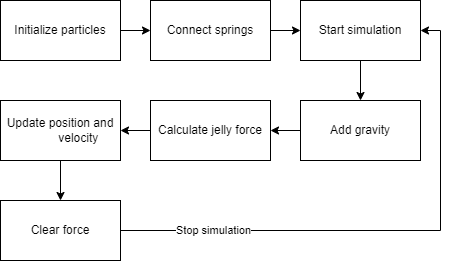 Initialize particles
Connect springs
Start simulation
Update position and
velocity
Calculate jelly force
Add gravity
Clear force
Stop simulation